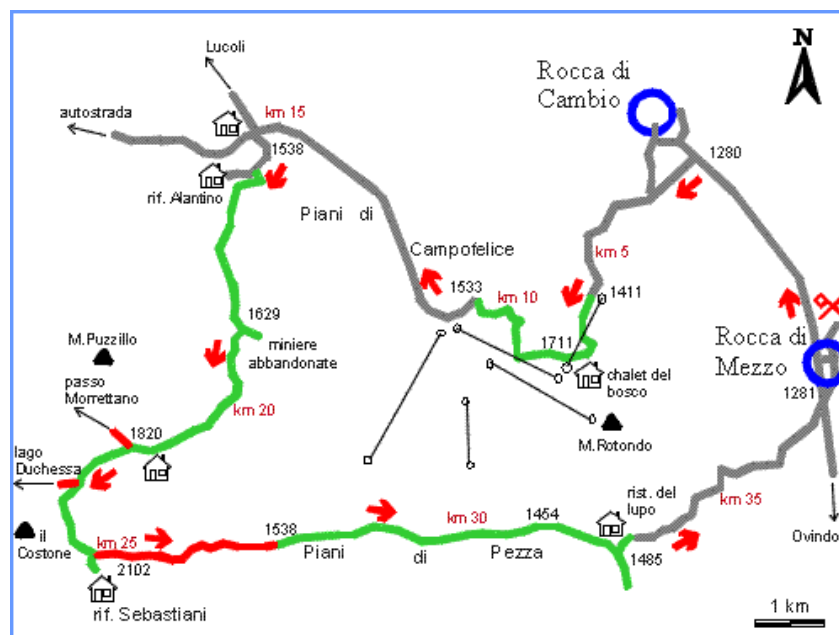 Lucoli
N
Rocca di
Cambio
autostrada
km 15
1538
1280
rif. Alantino
Piani di
Campofelice
km 5
1533
km 10
1411
1629
1711
M.Puzzillo
miniere
abbandonate
chalet del
bosco
Rocca di
Mezzo
1281
passo
Morrettano
km 20
M.Rotondo
1820
lago
Duchessa
rist. del
lupo
km 35
il
Costone
km 25
1538
km 30
1454
Ovindo
Piani di Pezza
1485
2102
rif. Sebastiani
1 km